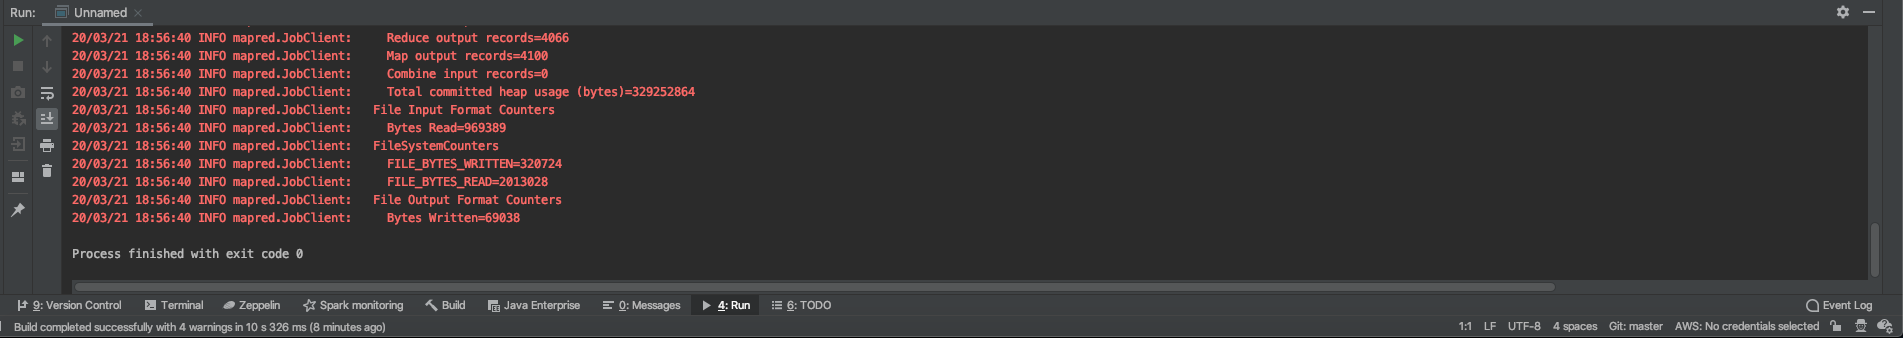 Run: Unnamed
20/03/21 18:56:40 INFO mapred.JobClient:     Reduce output records=4066
20/03/21 18:56:40 INFO mapred.JobClient:     Map output records=4100
20/03/21 18:56:40 INFO mapred.JobClient:     Combine input records=0
20/03/21 18:56:40 INFO mapred.JobClient:     Total committed heap usage (bytes)=329252864
20/03/21 18:56:40 INFO mapred.JobClient:   File Input Format Counters
20/03/21 18:56:40 INFO mapred.JobClient:     Bytes Read=969389
20/03/21 18:56:40 INFO mapred.JobClient:   FileSystemCounters
20/03/21 18:56:40 INFO mapred.JobClient:     FILE_BYTES_WRITTEN=320724
20/03/21 18:56:40 INFO mapred.JobClient:     FILE_BYTES_READ=2013028
20/03/21 18:56:40 INFO mapred.JobClient:   File Output Format Counters
20/03/21 18:56:40 INFO mapred.JobClient:     Bytes Written=69038
Process finished with exit code 0
9: Version Control Terminal Zeppelin Spark monitoring Build Java Enterprise 0: Messages 4: Run 6: TODO Event Log
Build completed successfully with 4 warnings in 10 s 326 ms (8 minutes ago) 1:1 LF UTF-8 4 spaces Git: master AWS: No credentials selected